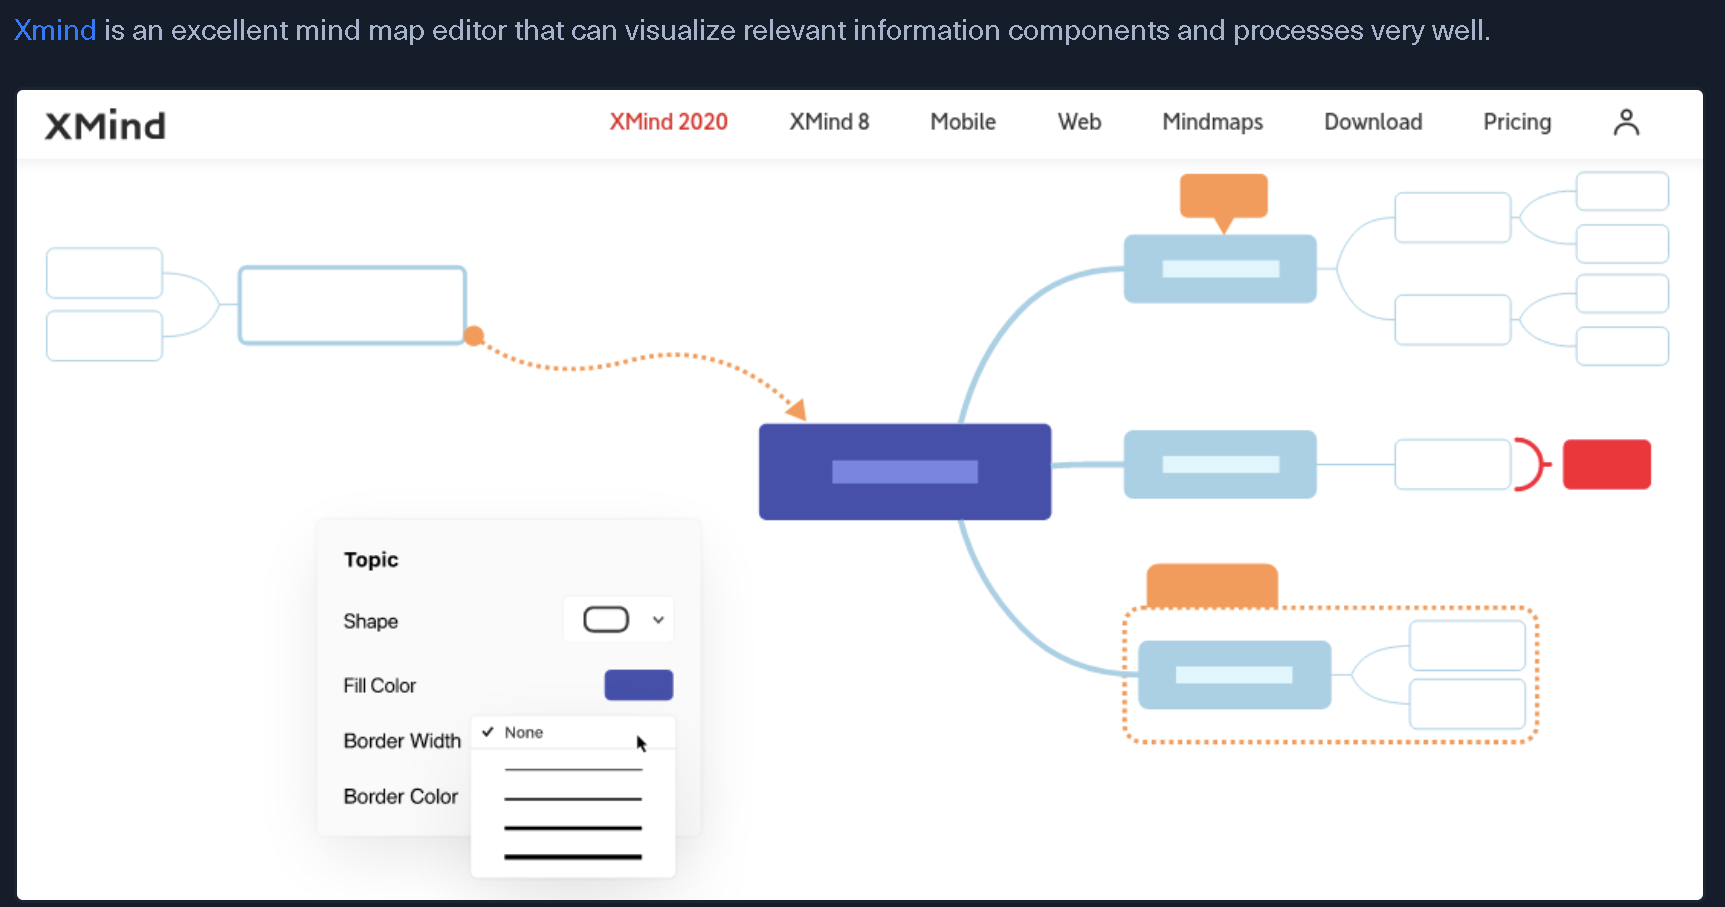 Xmind is an excellent mind map editor that can visualize relevant information components and processes very well.
XMind
XMind 2020
XMind 8
Mobile
Web
Mindmaps
Download
Pricing
Topic
Shape
Fill Color
Border Width
None
Border Color